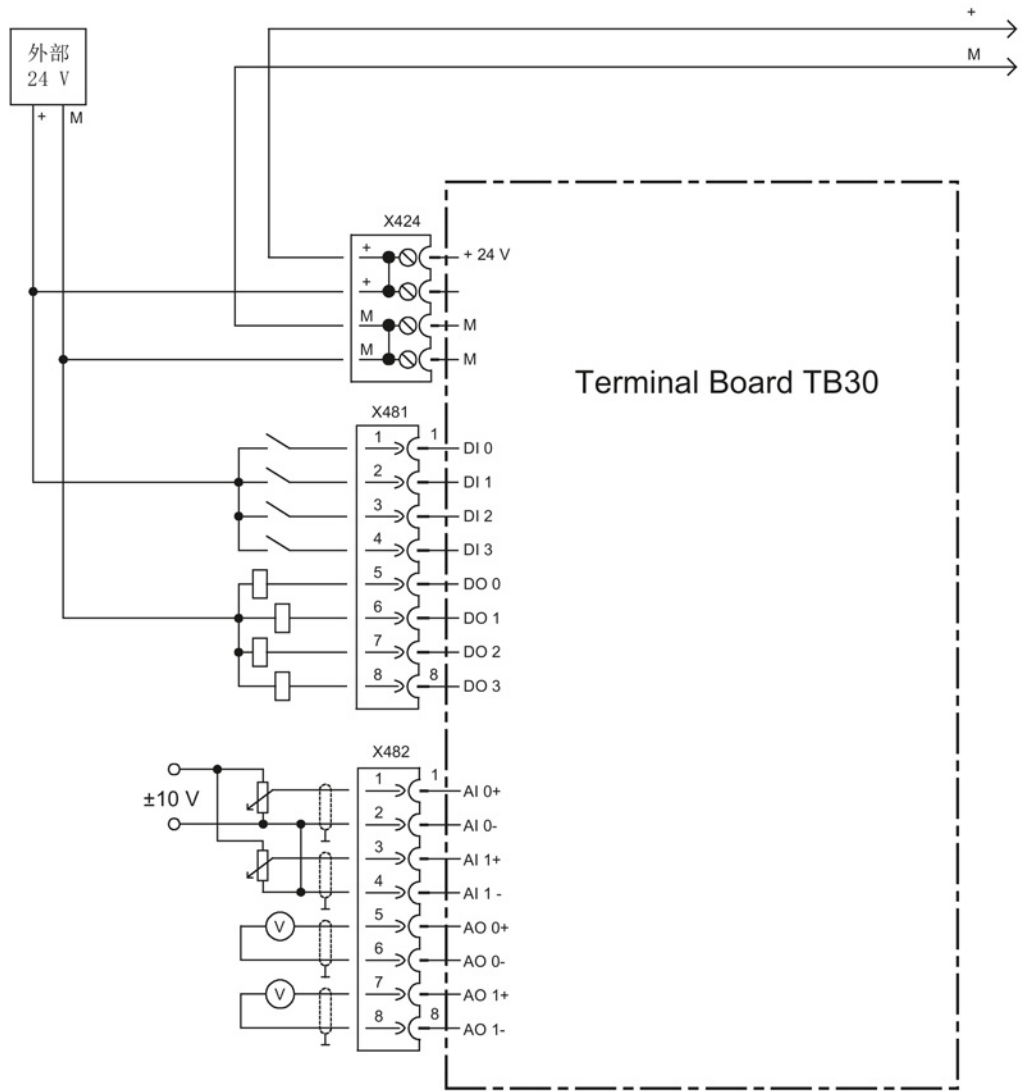 +
M
外部
24 V
+
M
X424
+
+ 24 V
+
M
M
M
M
Terminal Board TB30
X481
1
1
DI 0
2
DI 1
3
DI 2
4
DI 3
5
DO 0
6
DO 1
7
DO 2
8
8
DO 3
X482
±10 V
1
1
AI 0+
2
AI 0-
3
AI 1+
4
AI 1 -
V
5
AO 0+
6
AO 0-
V
7
AO 1+
8
8
AO 1-